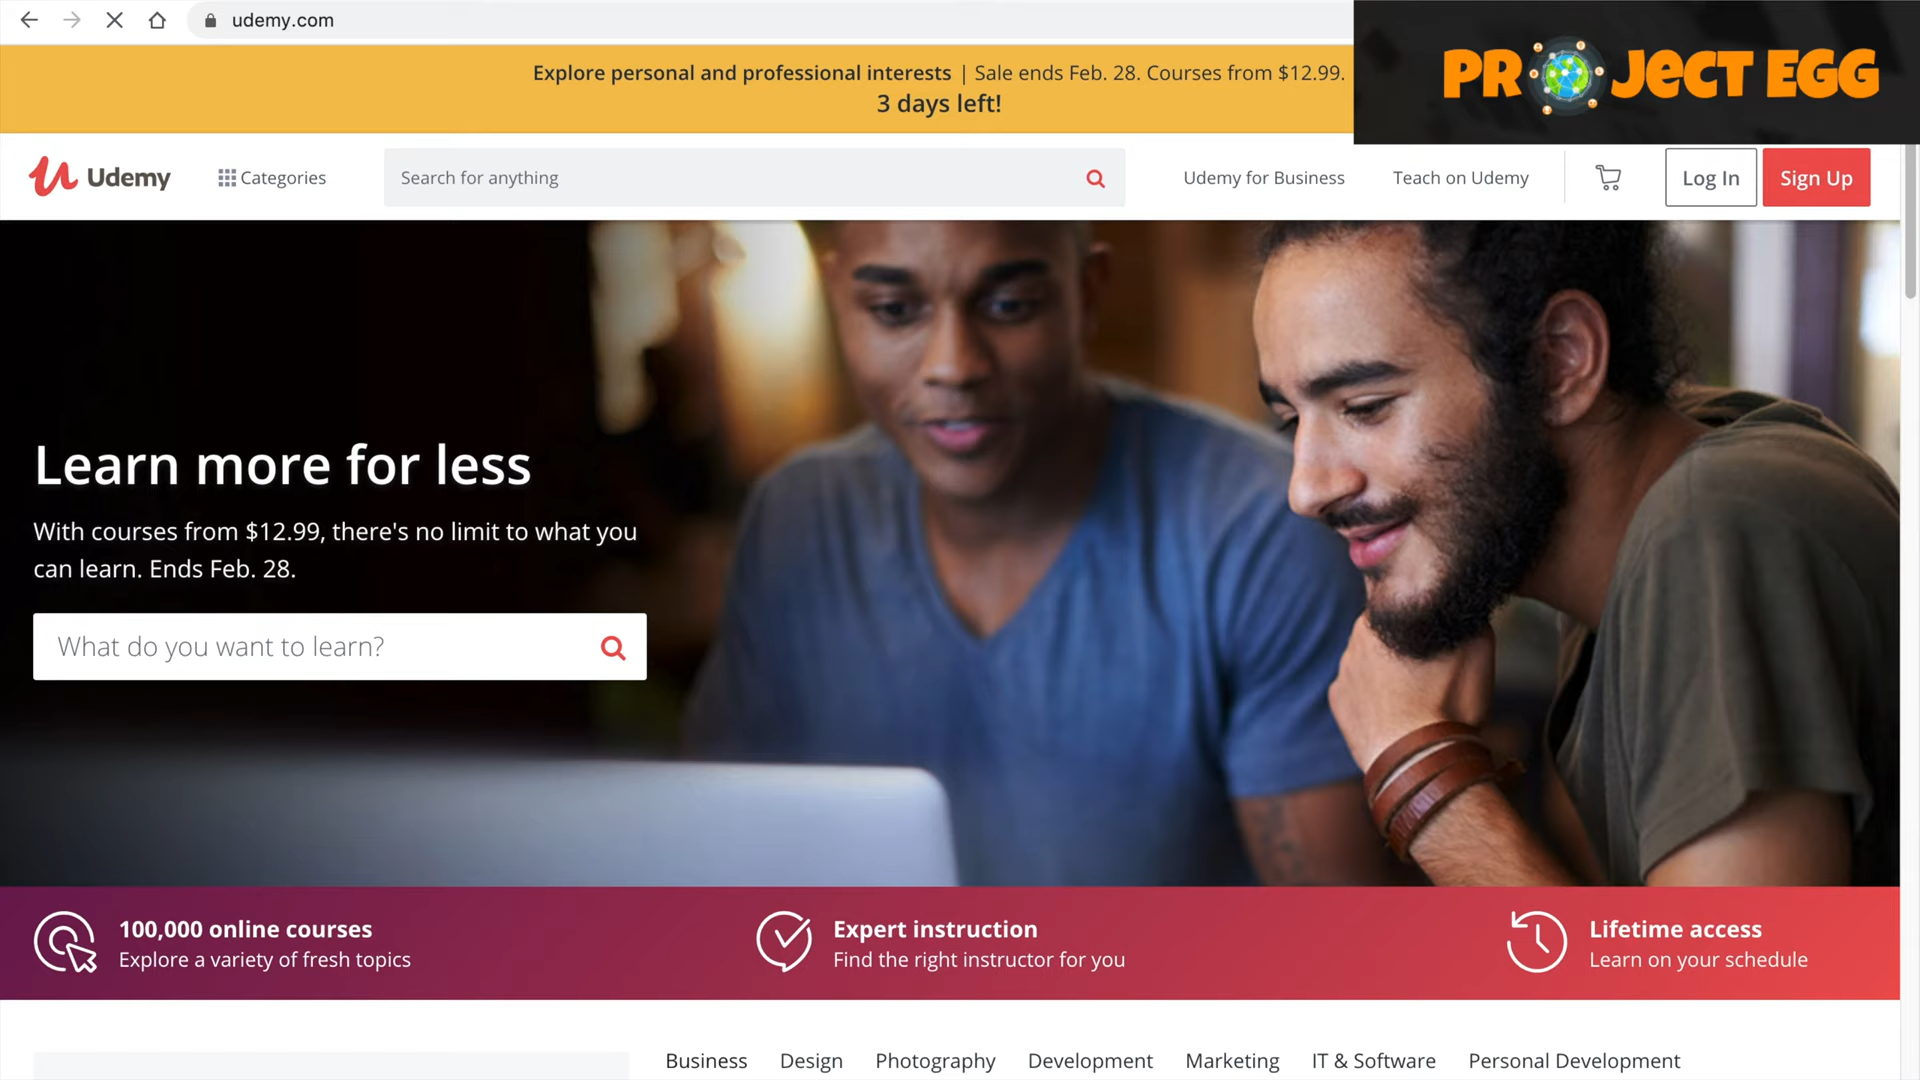 udemy.com
PROJECT EGG
Explore personal and professional interests | Sale ends Feb. 28. Courses from $12.99.
3 days left!
Udemy
Categories
Search for anything
Udemy for Business
Teach on Udemy
Log In
Sign Up
Learn more for less
With courses from $12.99, there's no limit to what you
can learn. Ends Feb. 28.
What do you want to learn?
100,000 online courses
Explore a variety of fresh topics
Expert instruction
Find the right instructor for you
Lifetime access
Learn on your schedule
Business Design Photography Development Marketing IT & Software Personal Development